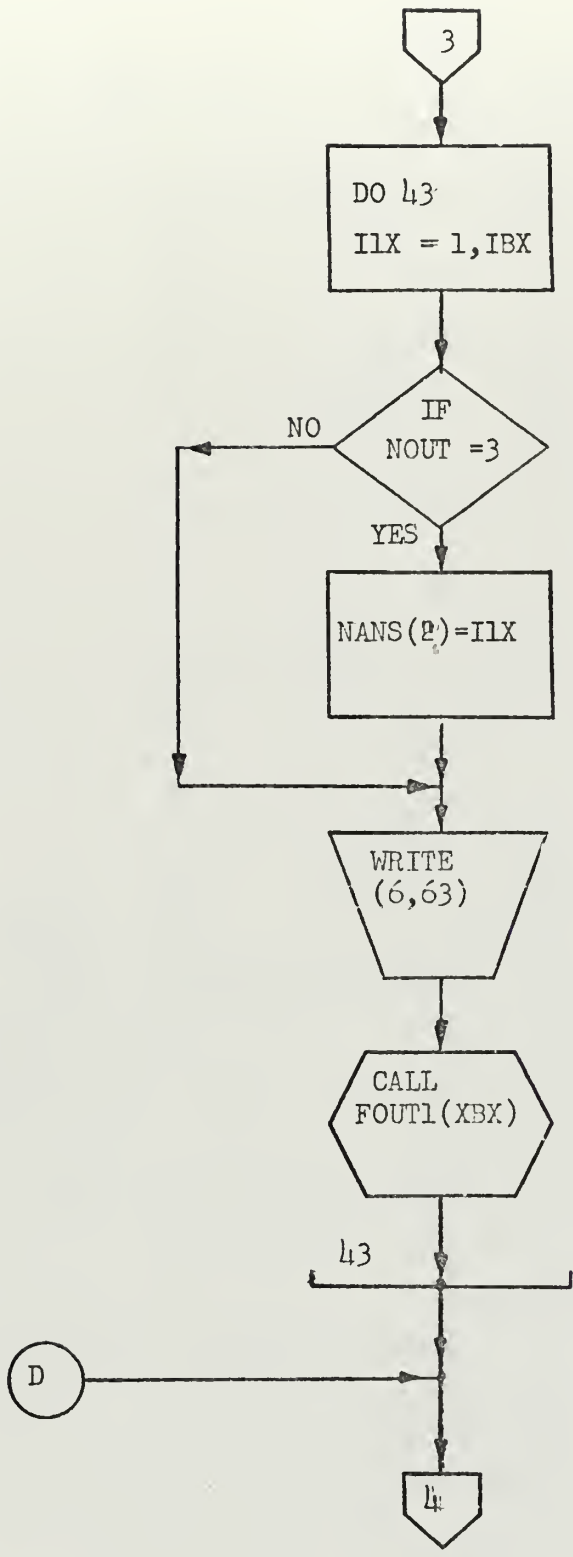 3
DO 43
I1X = 1,IBX
IF
NOUT =3
NO
YES
NANS(2)=I1X
WRITE
(6,63)
CALL
FOUT1(XBX)
43
D
4